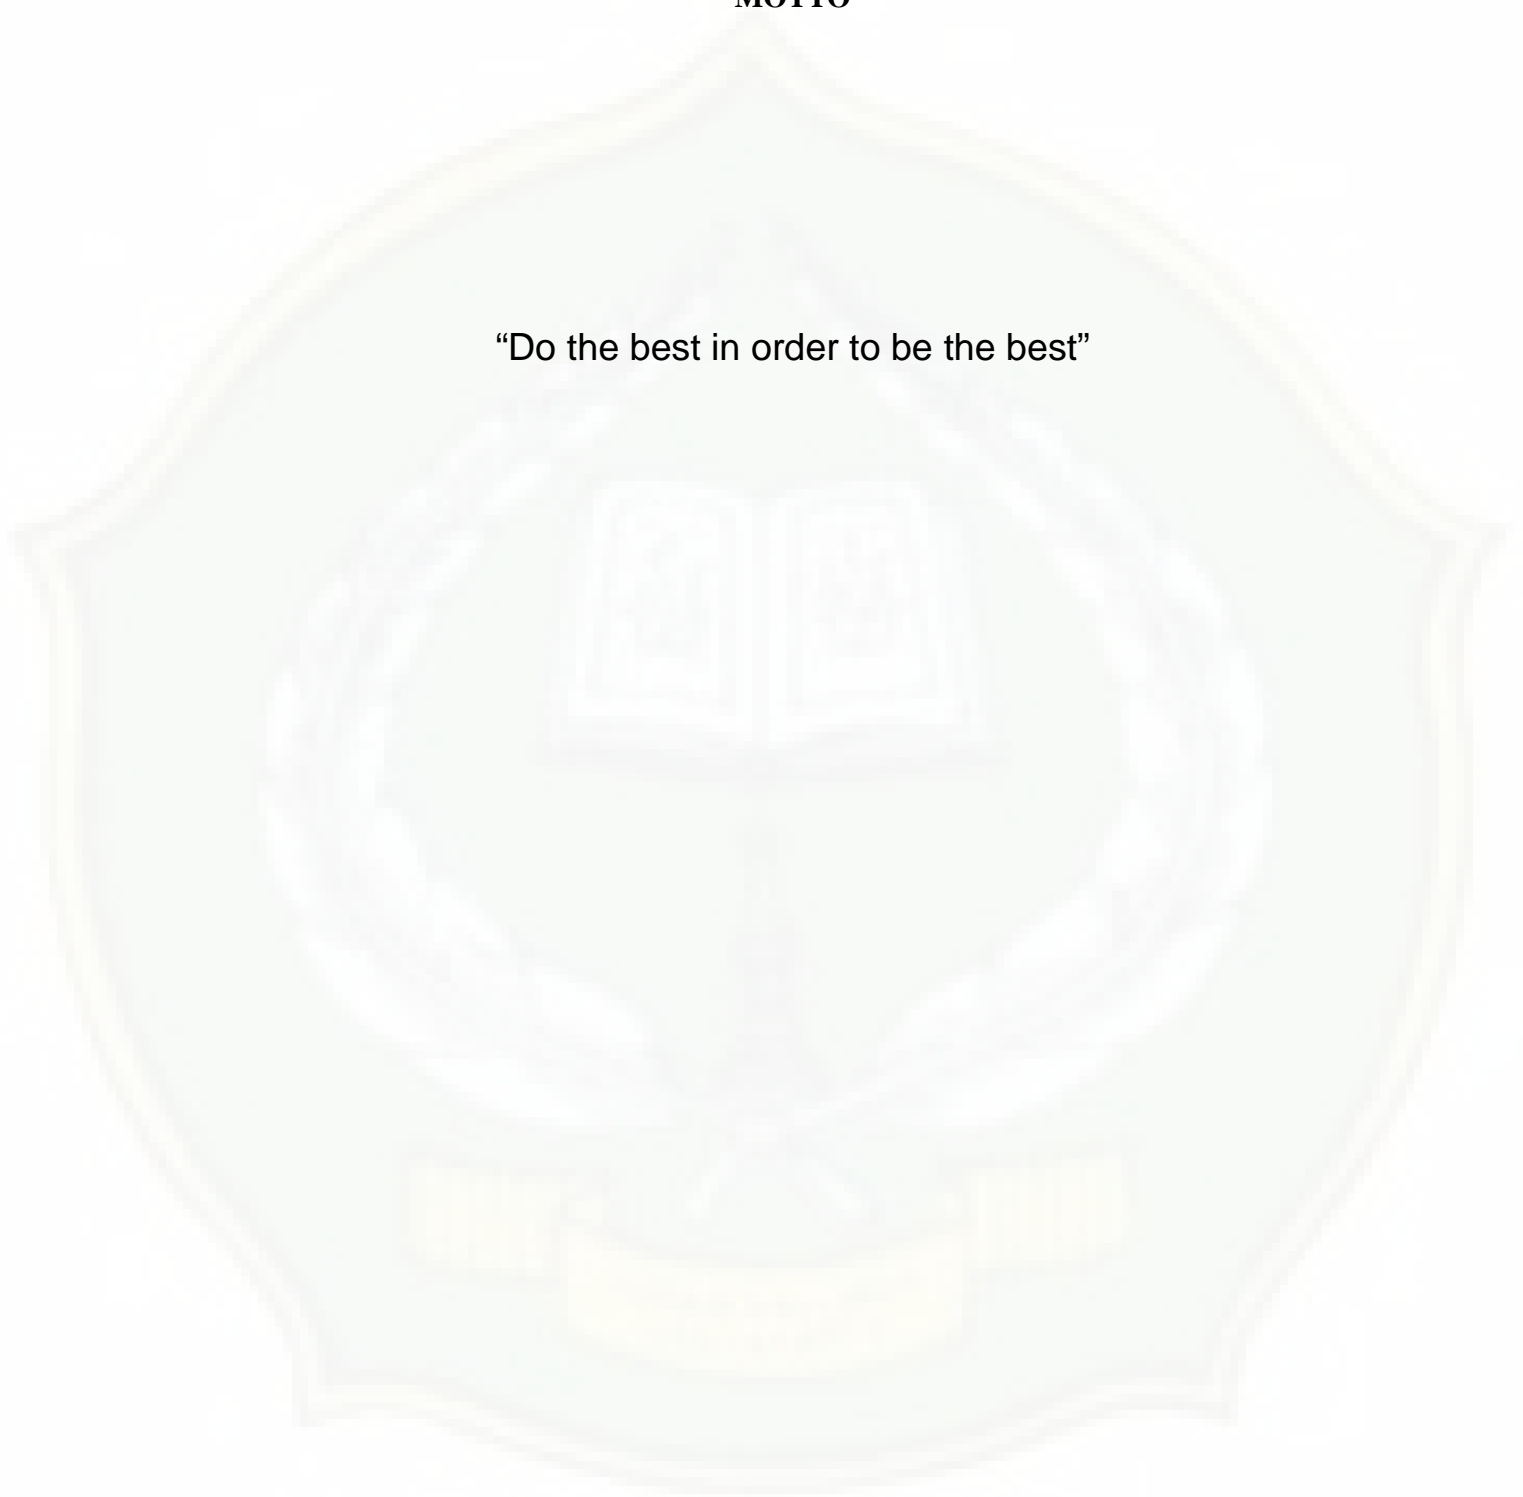 MOTTO
“Do the best in order to be the best”